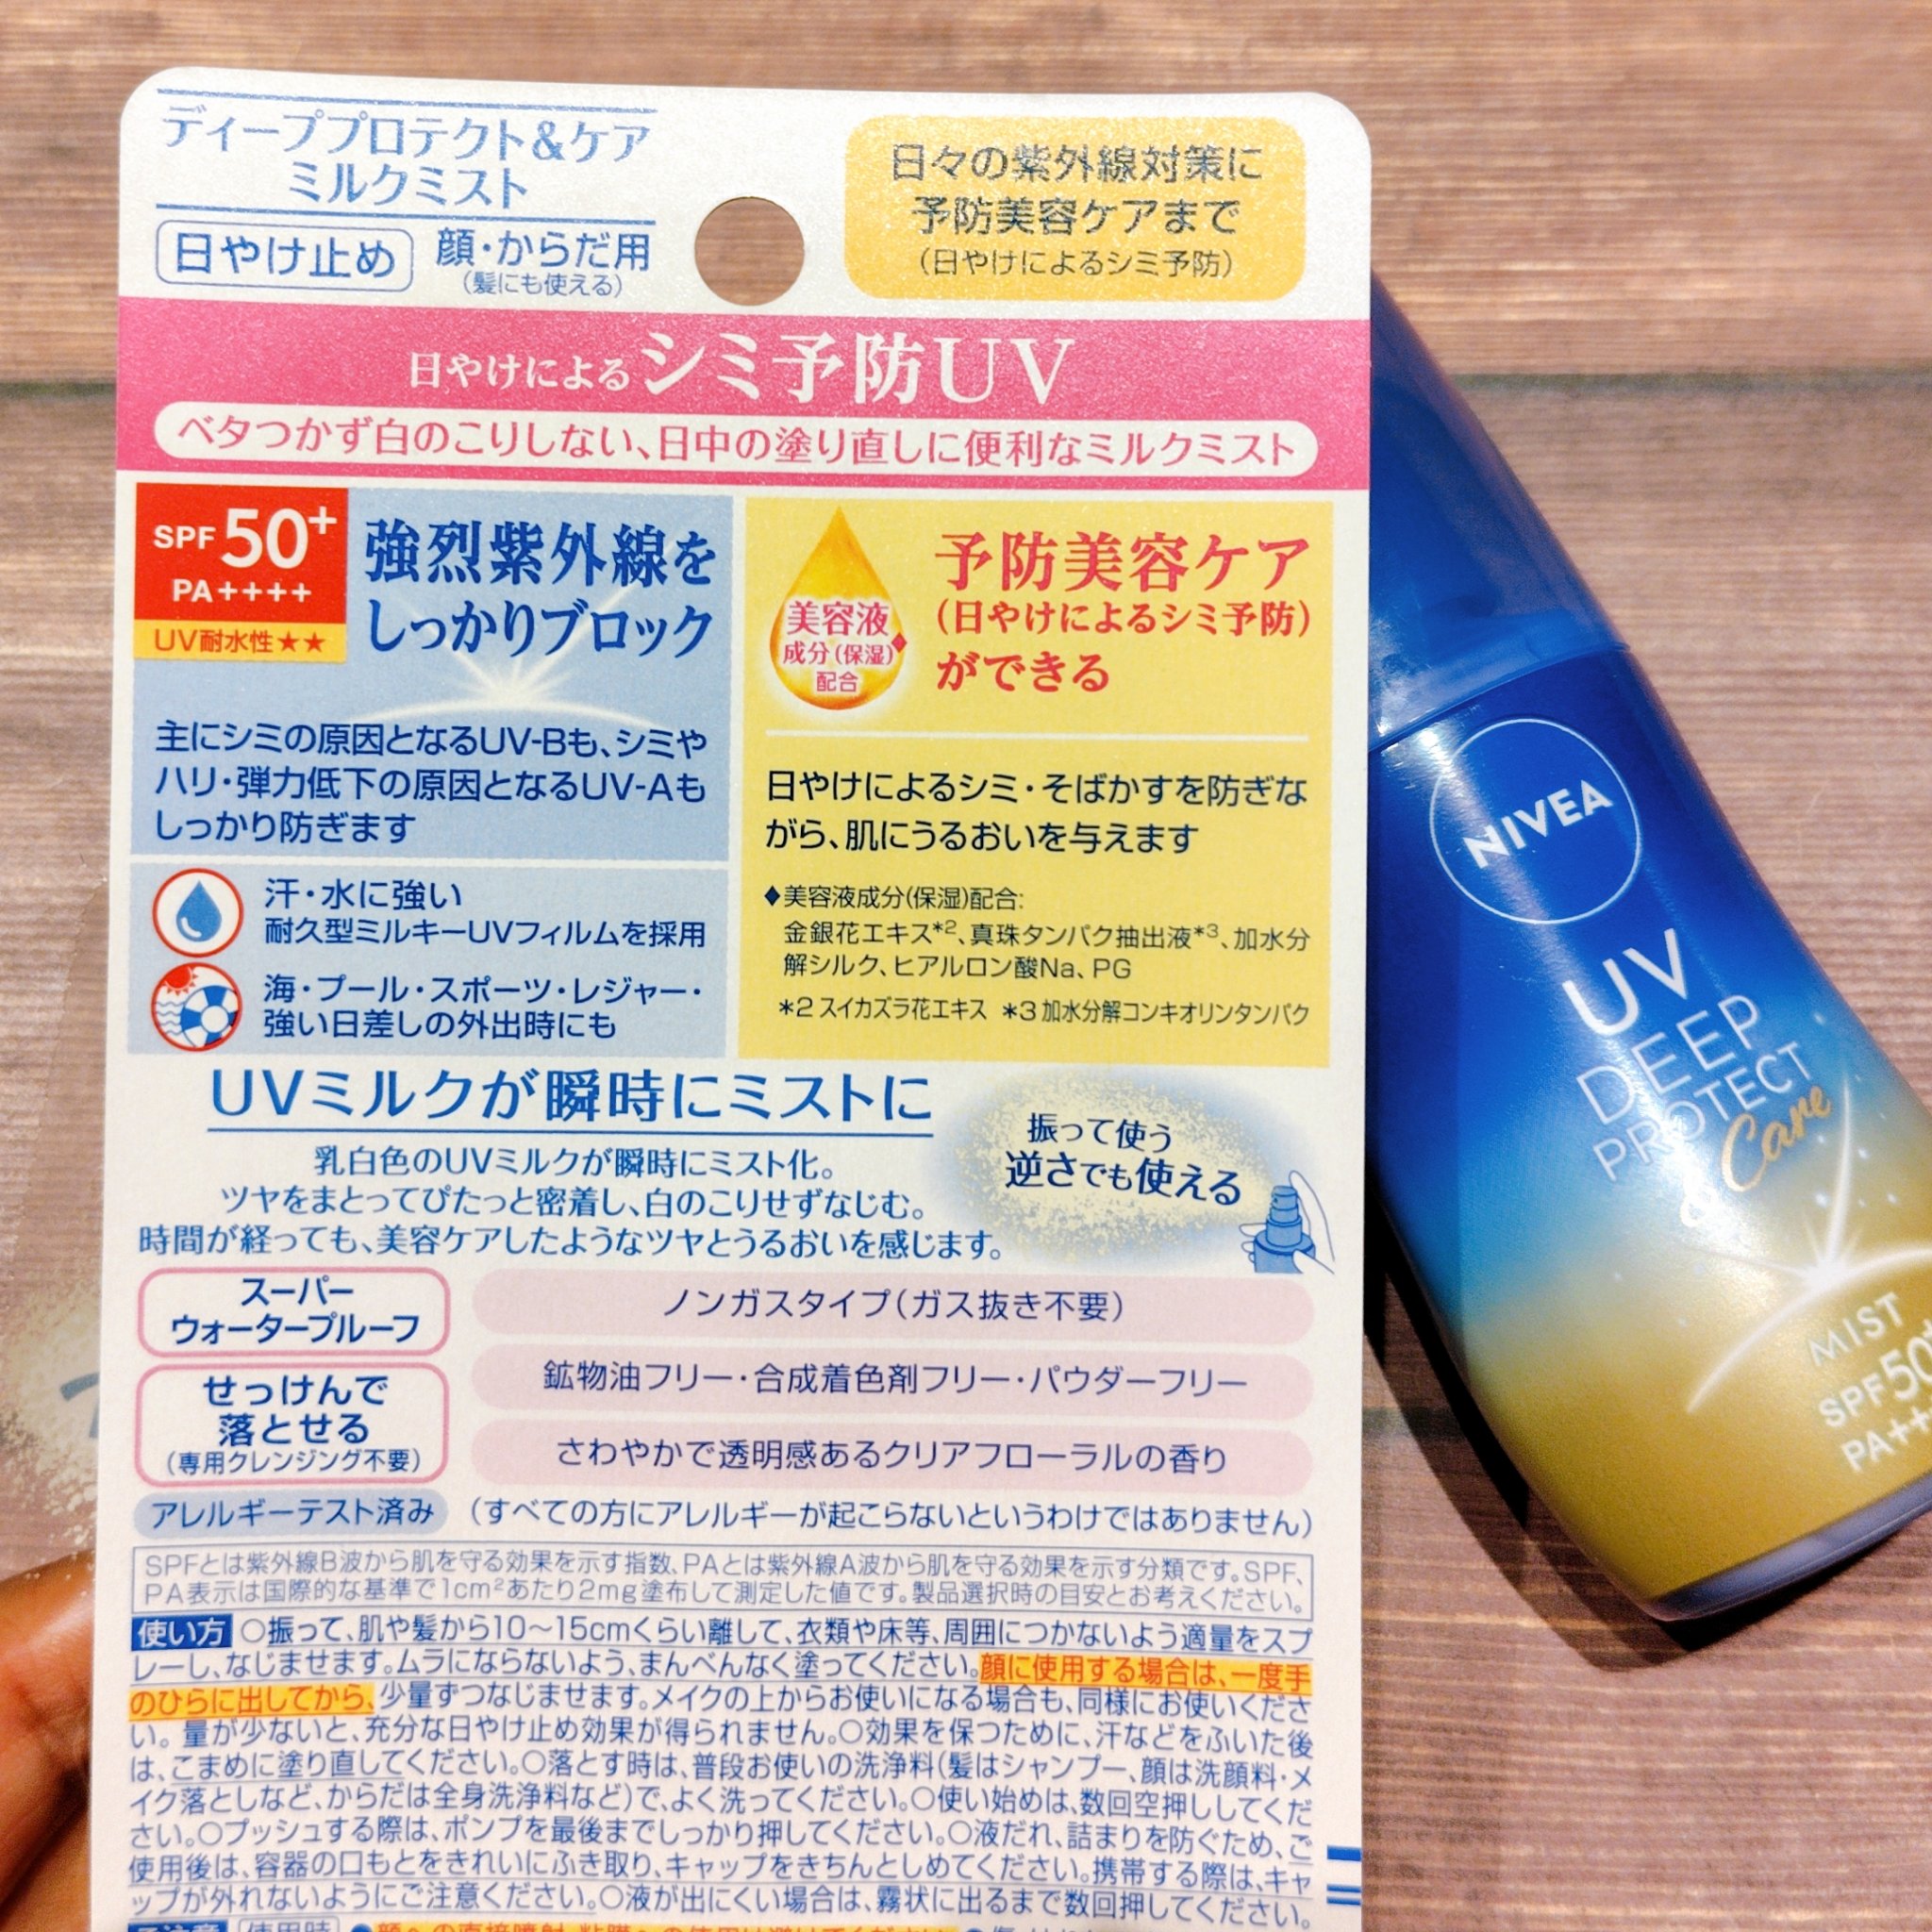 ディーププロテクト&ケア
ミルクミスト
日やけ止め
顔・からだ用
(髪にも使える)
日々の紫外線対策に
予防美容ケアまで
(日やけによるシミ予防)
日やけによるシミ予防UV
ベタつかず白のこりしない、日中の塗り直しに便利なミルクミスト
SPF50+
PA++++
UV耐水性★★
強烈紫外線を
しっかりブロック
主にシミの原因となるUV-Bも、シミや
ハリ・弾力低下の原因となるUV-Aも
しっかり防ぎます
汗・水に強い
耐久型ミルキーUVフィルムを採用
海・プール・スポーツ・レジャー・
強い日差しの外出時にも
美容液
成分(保湿)◆
配合
予防美容ケア
(日やけによるシミ予防)
ができる
日やけによるシミ・そばかすを防ぎな
がら、肌にうるおいを与えます
◆美容液成分(保湿)配合:
金銀花エキス*2、真珠タンパク抽出液*3、加水分
解シルク、ヒアルロン酸Na、PG
*2 スイカズラ花エキス *3 加水分解コンキオリンタンパク
UVミルクが瞬時にミストに
乳白色のUVミルクが瞬時にミスト化。
ツヤをまとってぴたっと密着し、白のこりせずなじむ。
時間が経っても、美容ケアしたようなツヤとうるおいを感じます。
振って使う
逆さでも使える
スーパー
ウォータープルーフ
せっけんで
落とせる
(専用クレンジング不要)
ノンガスタイプ(ガス抜き不要)
鉱物油フリー・合成着色剤フリー・パウダーフリー
さわやかで透明感あるクリアフローラルの香り
アレルギーテスト済み (すべての方にアレルギーが起こらないというわけではありません)
SPFとは紫外線B波から肌を守る効果を示す指数、PAとは紫外線A波から肌を守る効果を示す分類です。SPF、
PA表示は国際的な基準で1cm²あたり2mg塗布して測定した値です。製品選択時の目安とお考えください。
使い方 ○振って、肌や髪から10〜15cmくらい離して、衣類や床等、周囲につかないよう適量をスプ
レーし、なじませます。ムラにならないよう、まんべんなく塗ってください。顔に使用する場合は、一度手
のひらに出してから、少量ずつなじませます。メイクの上からお使いになる場合も、同様にお使いくださ
い。量が少ないと、充分な日やけ止め効果が得られません。○効果を保つために、汗などをふいた後
は、こまめに塗り直してください。○落とす時は、普段お使いの洗浄料(髪はシャンプー、顔は洗顔料・メ
イク落としなど、からだは全身洗浄料など)で、よく洗ってください。○使い始めは、数回空押ししてくだ
さい。○プッシュする際は、ポンプを最後までしっかり押してください。○液だれ、詰まりを防ぐため、ご
使用後は、容器の口もとをきれいにふき取り、キャップをきちんとしめてください。携帯する際は、キャ
ップが外れないようにご注意ください。○液が出にくい場合は、霧状に出るまで数回押してください。
NIVEA
UV
DEEP
PROTECT
& Care
MIST
SPF50+
PA++